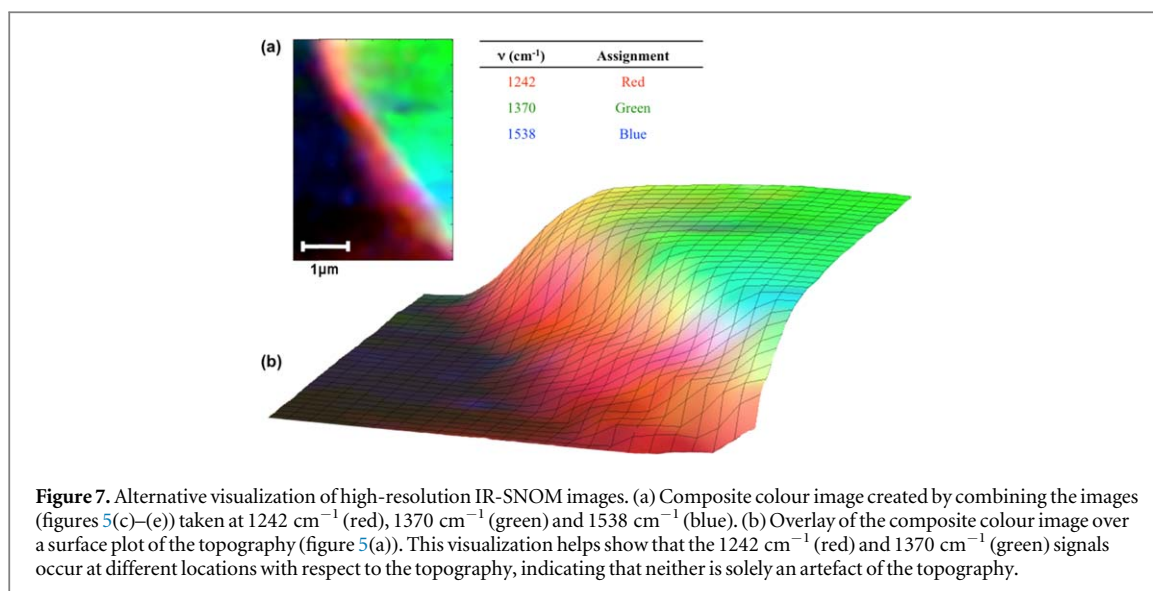 (a)
ν (cm⁻¹) Assignment
1242 Red
1370 Green
1538 Blue
1µm
(b)
Figure 7. Alternative visualization of high-resolution IR-SNOM images. (a) Composite colour image created by combining the images
(figures 5(c)–(e)) taken at 1242 cm⁻¹ (red), 1370 cm⁻¹ (green) and 1538 cm⁻¹ (blue). (b) Overlay of the composite colour image over
a surface plot of the topography (figure 5(a)). This visualization helps show that the 1242 cm⁻¹ (red) and 1370 cm⁻¹ (green) signals
occur at different locations with respect to the topography, indicating that neither is solely an artefact of the topography.